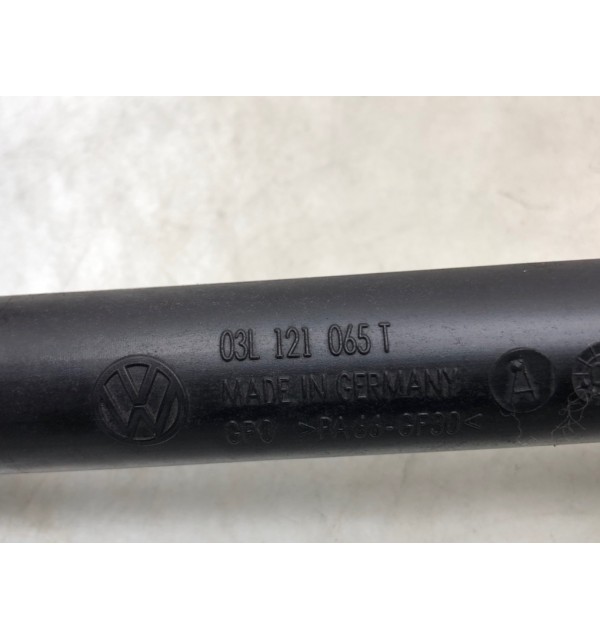 03L 121 065 T
MADE IN GERMANY
GPO >PA66-GF30<
A